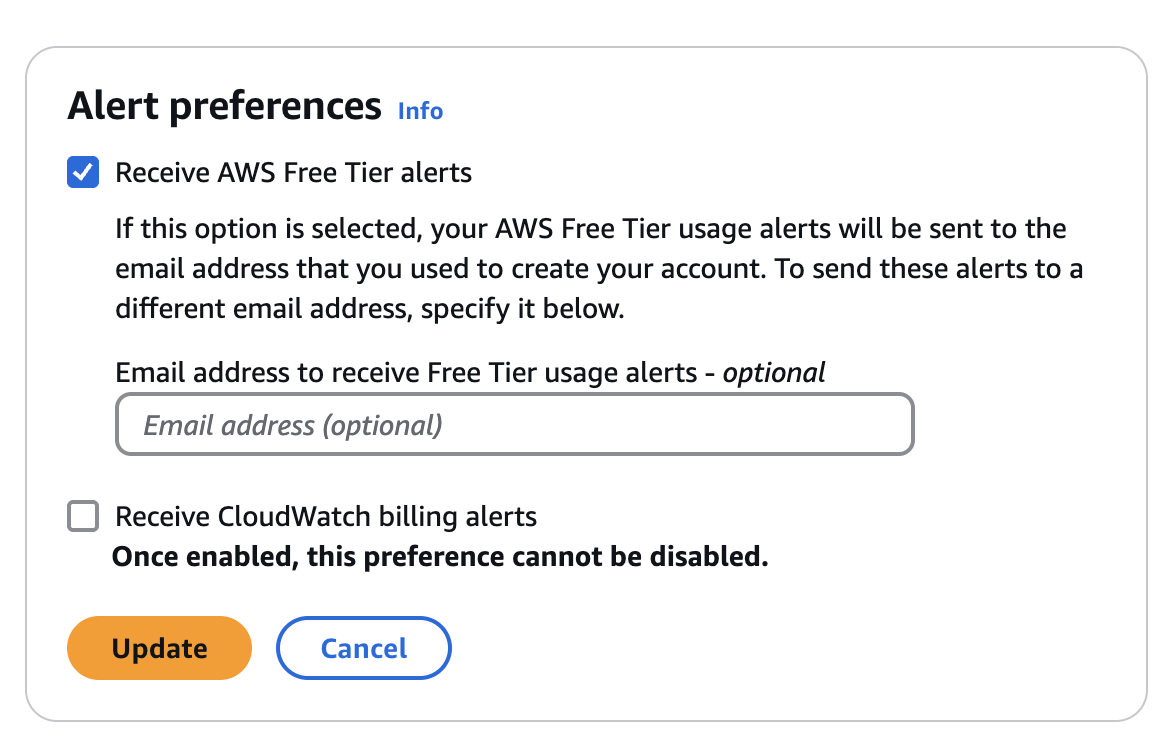 Alert preferences Info
Receive AWS Free Tier alerts
If this option is selected, your AWS Free Tier usage alerts will be sent to the
email address that you used to create your account. To send these alerts to a
different email address, specify it below.
Email address to receive Free Tier usage alerts - optional
Email address (optional)
Receive CloudWatch billing alerts
Once enabled, this preference cannot be disabled.
Update Cancel